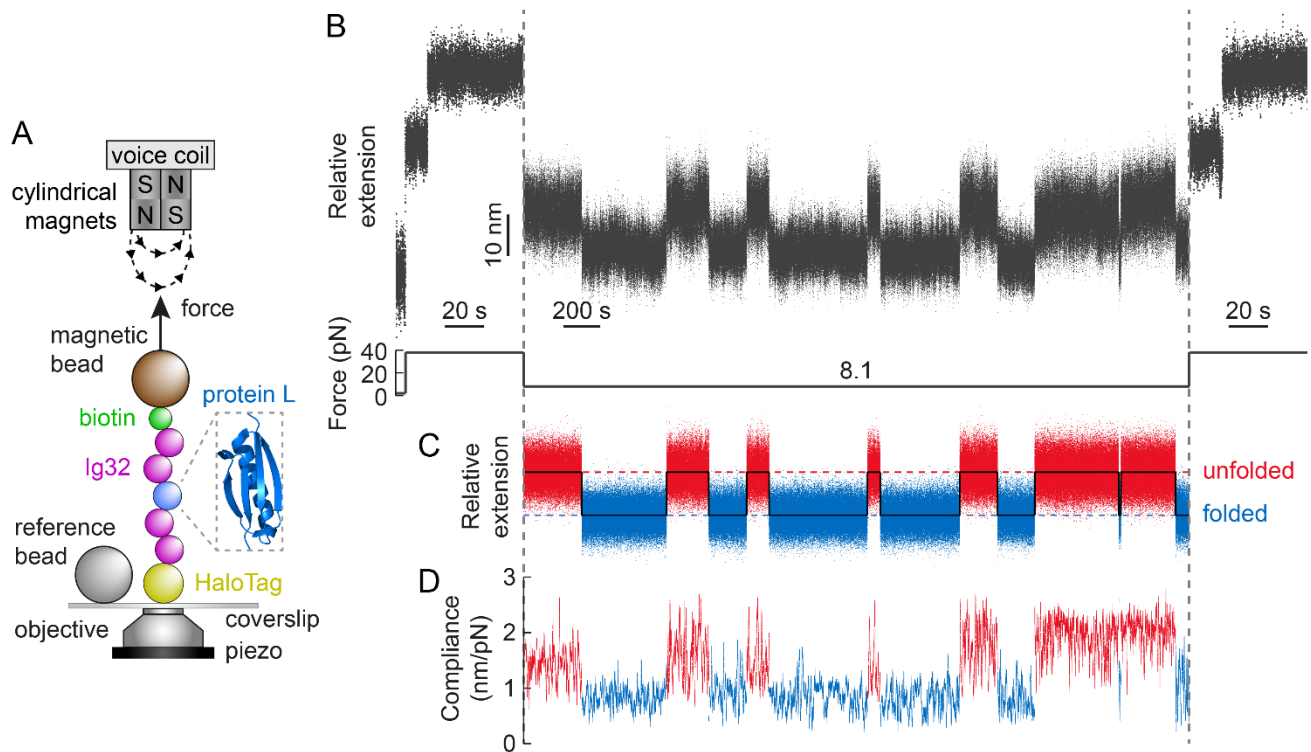 A
voice coil
S N
N S
cylindrical
magnets
force
magnetic
bead
biotin
protein L
Ig32
reference
bead
HaloTag
coverslip
objective
piezo
B
Relative
extension
10 nm
20 s
200 s
20 s
Force (pN)
40
20
0
8.1
C
Relative
extension
unfolded
folded
D
Compliance
(nm/pN)
3
2
1
0